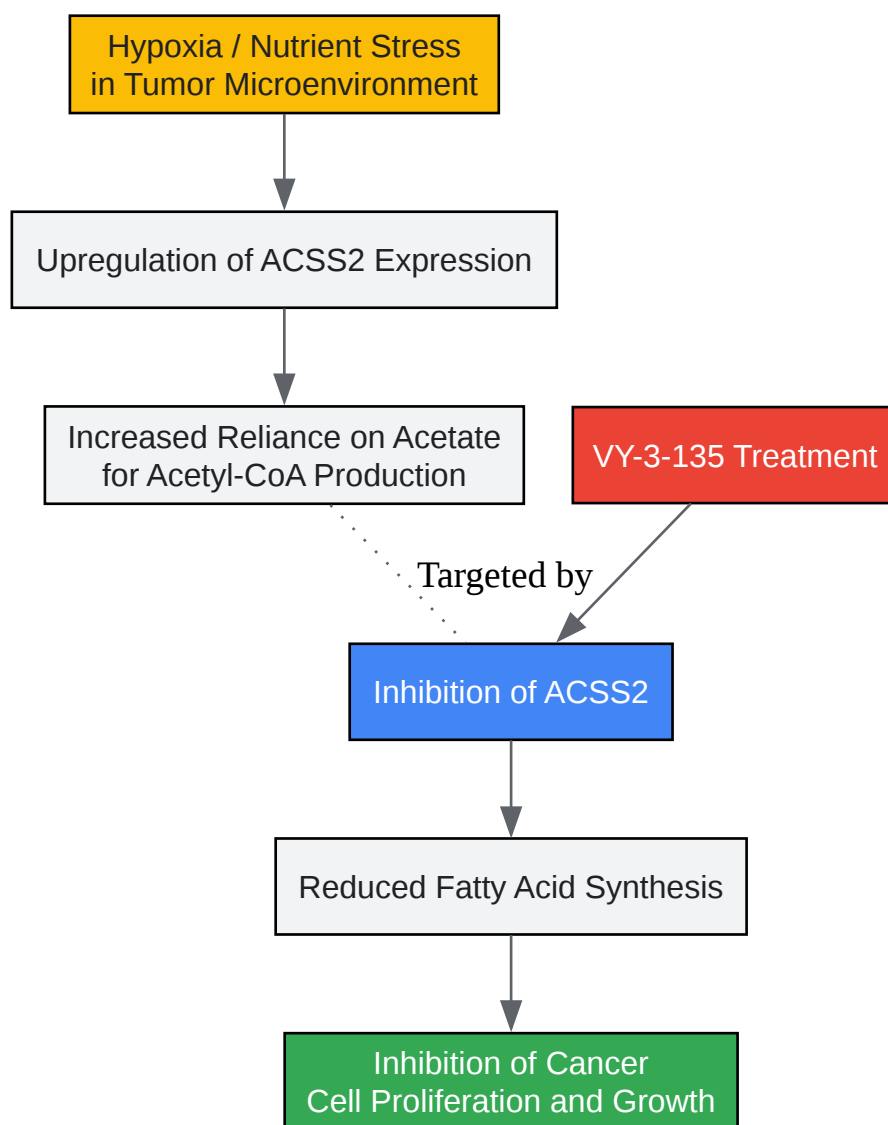 Hypoxia / Nutrient Stress
in Tumor Microenvironment
Upregulation of ACSS2 Expression
Increased Reliance on Acetate
for Acetyl-CoA Production
VY-3-135 Treatment
Targeted by
Inhibition of ACSS2
Reduced Fatty Acid Synthesis
Inhibition of Cancer
Cell Proliferation and Growth